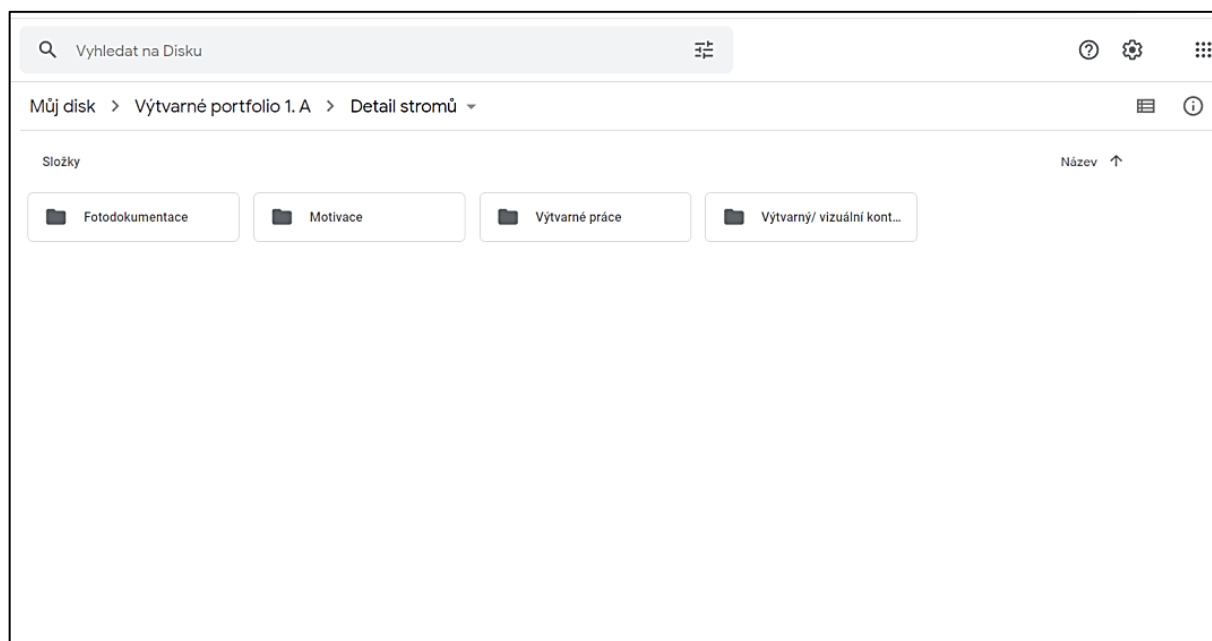 Vyhledat na Disku
Můj disk > Výtvarné portfolio 1. A > Detail stromů
Složky Název
Fotodokumentace Motivace Výtvarné práce Výtvarný/ vizuální kont...